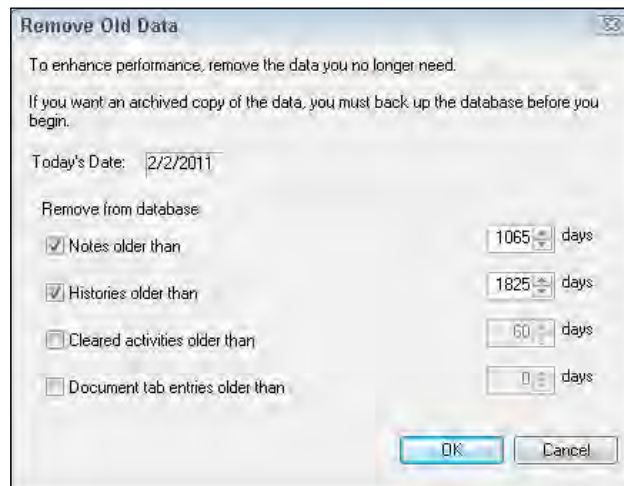 Remove Old Data
To enhance performance, remove the data you no longer need.
If you want an archived copy of the data, you must back up the database before you
begin.
Today's Date: 2/2/2011
Remove from database
Notes older than 1065 days
Histories older than 1825 days
Cleared activities older than 60 days
Document tab entries older than 0 days
OK Cancel